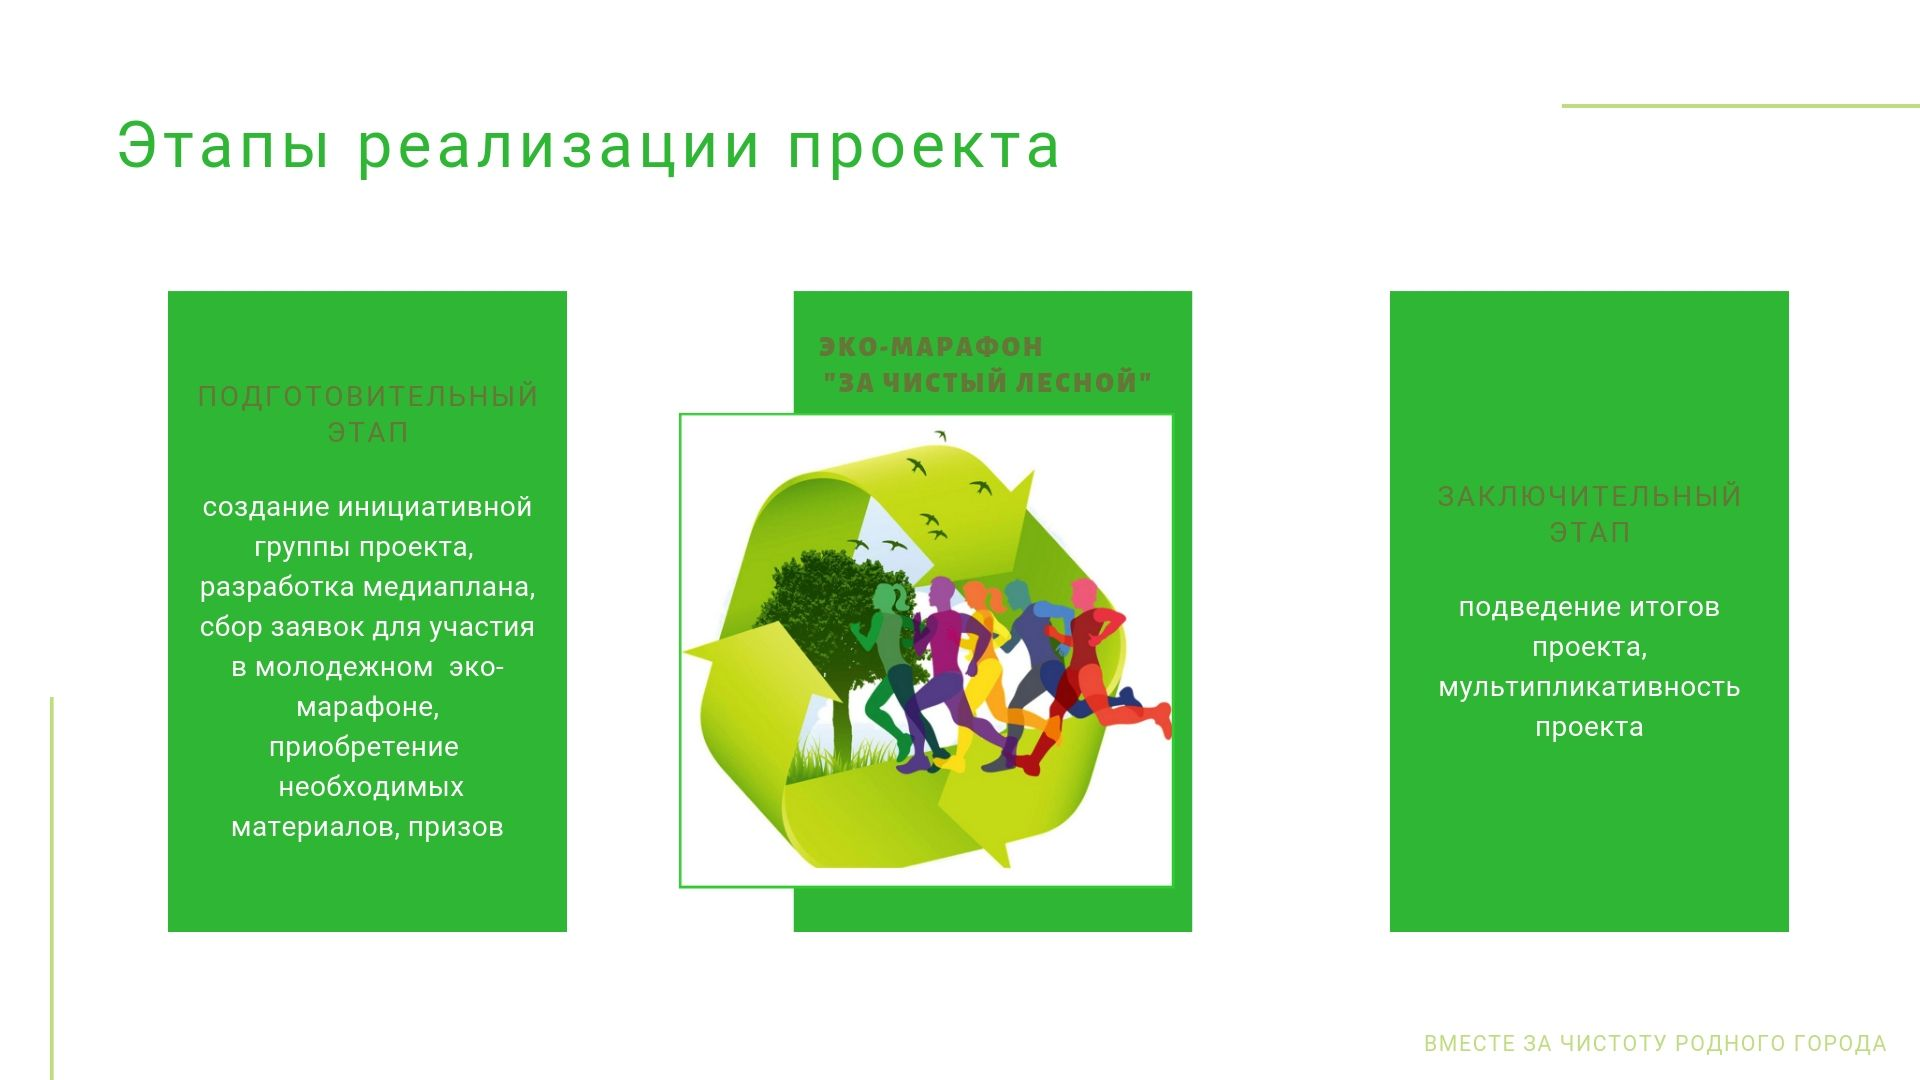 Этапы реализации проекта
ПОДГОТОВИТЕЛЬНЫЙ
ЭТАП
создание инициативной
группы проекта,
разработка медиаплана,
сбор заявок для участия
в молодежном  эко-
марафоне,
приобретение
необходимых
материалов, призов
ЭКО-МАРАФОН
"ЗА ЧИСТЫЙ ЛЕСНОЙ"
ЗАКЛЮЧИТЕЛЬНЫЙ
ЭТАП
подведение итогов
проекта,
мультипликативность
проекта
ВМЕСТЕ ЗА ЧИСТОТУ РОДНОГО ГОРОДА